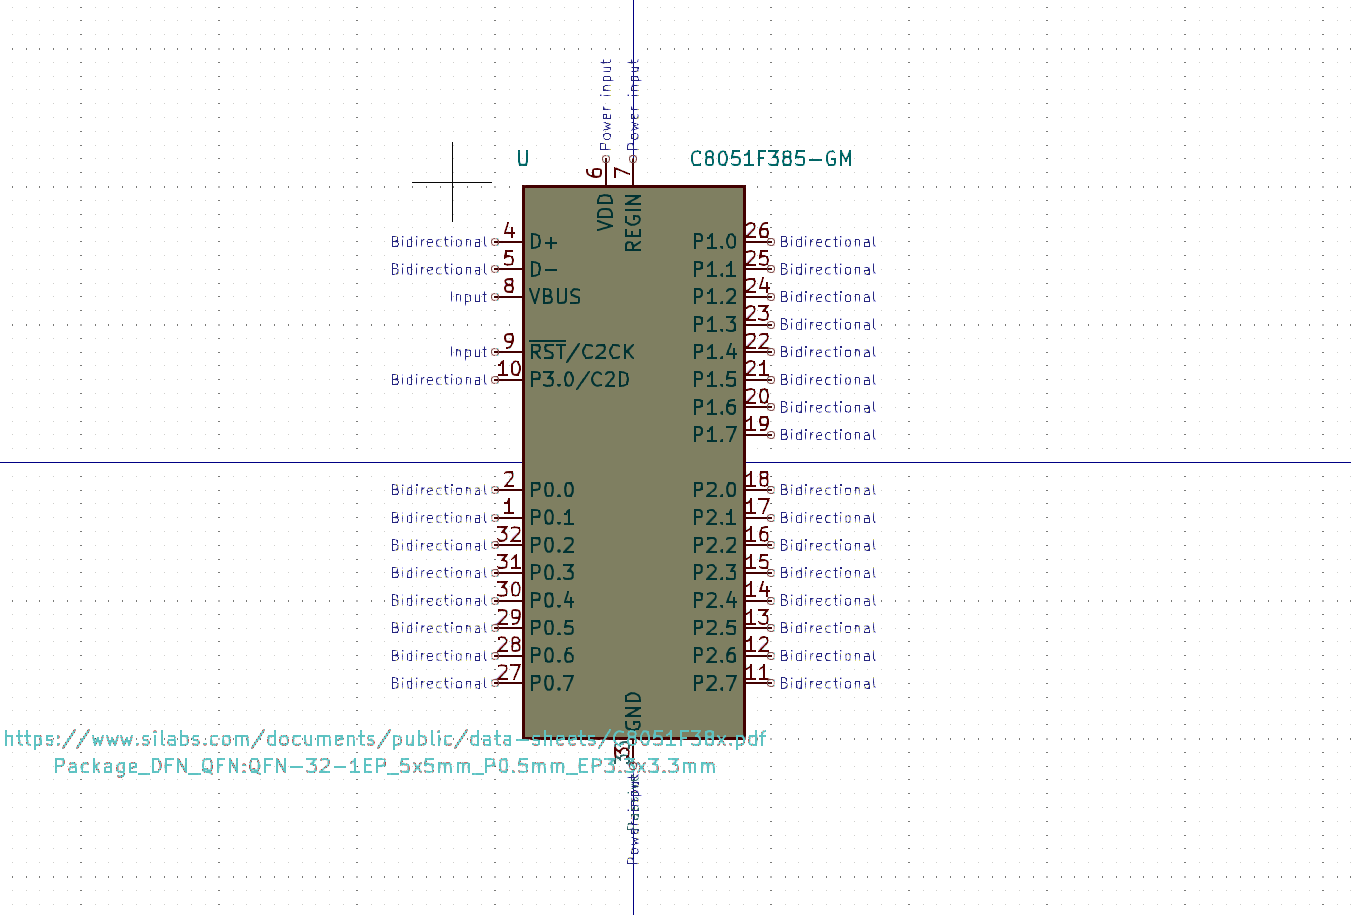 Power input
Power input
U
C8051F385-GM
6
7
VDD
REGIN
Bidirectional 4 D+
P1.0 26 Bidirectional
Bidirectional 5 D-
P1.1 25 Bidirectional
Input 8 VBUS
P1.2 24 Bidirectional
P1.3 23 Bidirectional
Input 9 RST/C2CK
P1.4 22 Bidirectional
Bidirectional 10 P3.0/C2D
P1.5 21 Bidirectional
P1.6 20 Bidirectional
P1.7 19 Bidirectional
Bidirectional 2 P0.0
P2.0 18 Bidirectional
Bidirectional 1 P0.1
P2.1 17 Bidirectional
Bidirectional 32 P0.2
P2.2 16 Bidirectional
Bidirectional 31 P0.3
P2.3 15 Bidirectional
Bidirectional 30 P0.4
P2.4 14 Bidirectional
Bidirectional 29 P0.5
P2.5 13 Bidirectional
Bidirectional 28 P0.6
P2.6 12 Bidirectional
Bidirectional 27 P0.7
P2.7 11 Bidirectional
GND
https://www.silabs.com/documents/public/data-sheets/C8051F38x.pdf
Package_DFN_QFN:QFN-32-1EP_5x5mm_P0.5mm_EP3.3x3.3mm